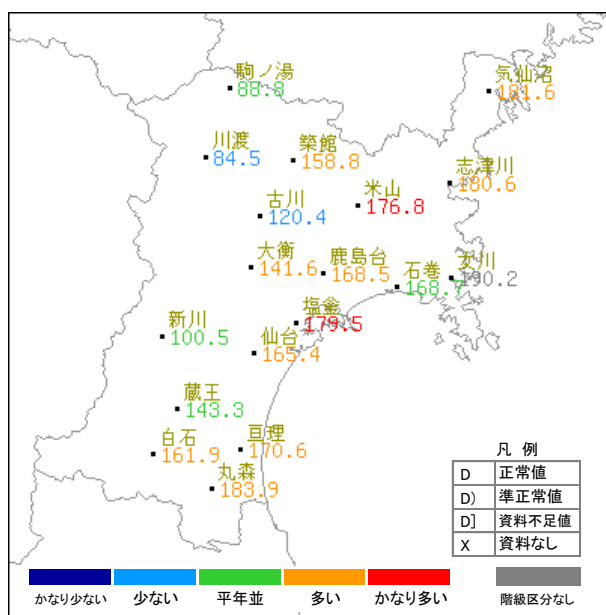 駒ノ湯
88.8
気仙沼
181.6
川渡
84.5
築館
158.8
志津川
180.6
米山
176.8
古川
120.4
大衡
141.6
鹿島台
168.5
石巻
168.7
女川
190.2
塩釜
179.5
新川
100.5
仙台
165.4
蔵王
143.3
白石
161.9
亘理
170.6
丸森
183.9
凡 例
D 正常値
D) 準正常値
D] 資料不足値
X 資料なし
かなり少ない 少ない 平年並 多い かなり多い 階級区分なし